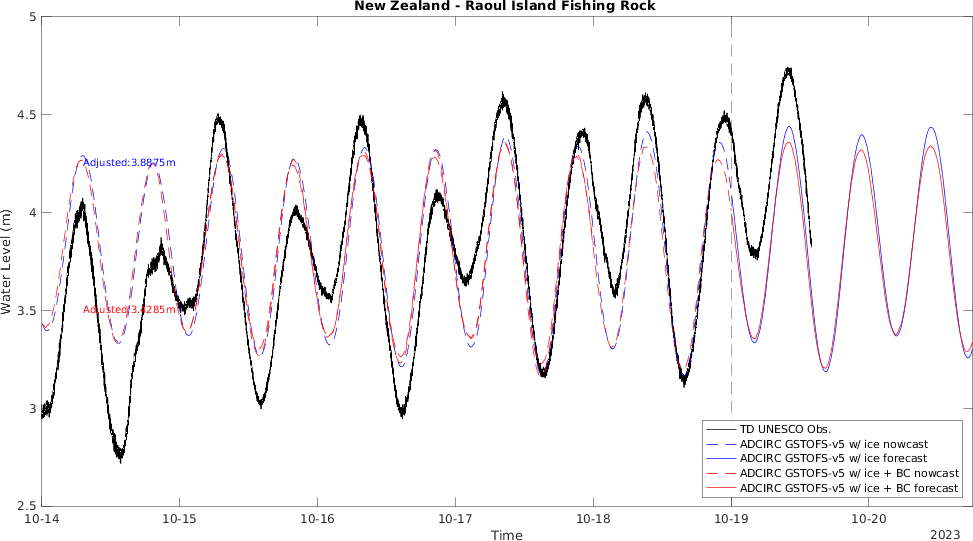 New Zealand - Raoul Island Fishing Rock
Water Level (m)
5
4.5
4
3.5
3
2.5
Adjusted:3.8875m
Adjusted:3.4285m
TD UNESCO Obs.
ADCIRC GSTOFS-v5 w/ ice nowcast
ADCIRC GSTOFS-v5 w/ ice forecast
ADCIRC GSTOFS-v5 w/ ice + BC nowcast
ADCIRC GSTOFS-v5 w/ ice + BC forecast
10-14 10-15 10-16 10-17 10-18 10-19 10-20
Time
2023